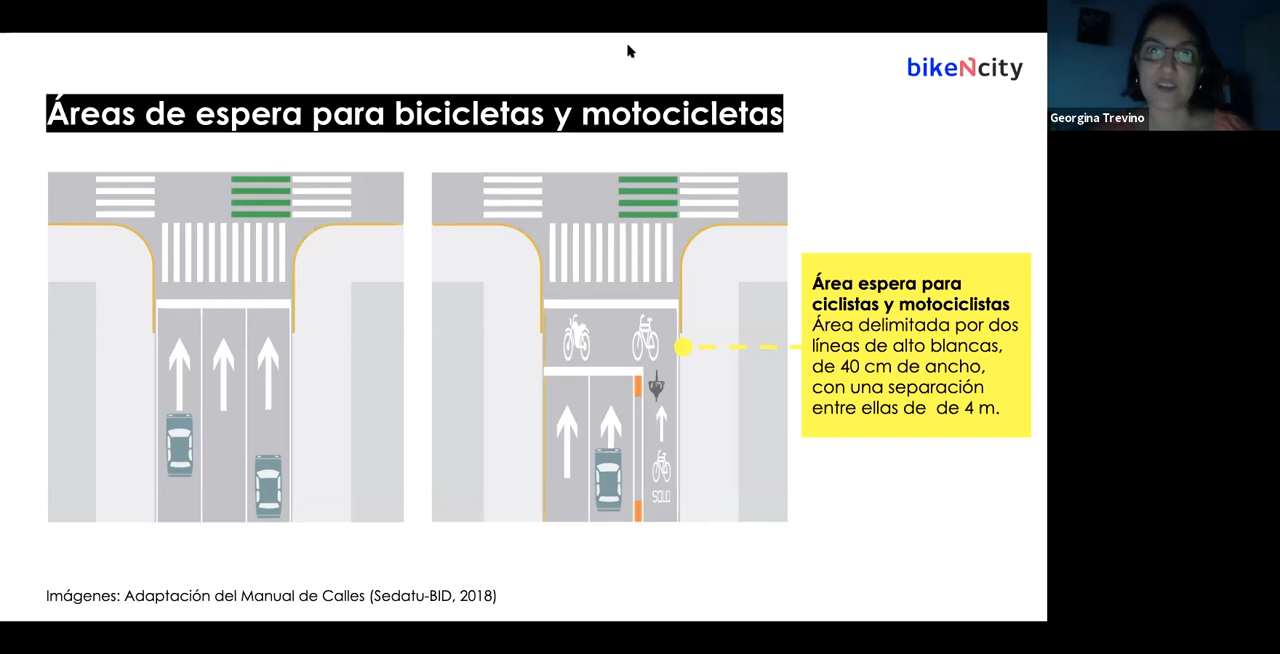 bikeNcity
Georgina Trevino
Áreas de espera para bicicletas y motocicletas
Área espera para
ciclistas y motociclistas
Área delimitada por dos
líneas de alto blancas,
de 40 cm de ancho,
con una separación
entre ellas de  de 4 m.
SOLO
Imágenes: Adaptación del Manual de Calles (Sedatu-BID, 2018)